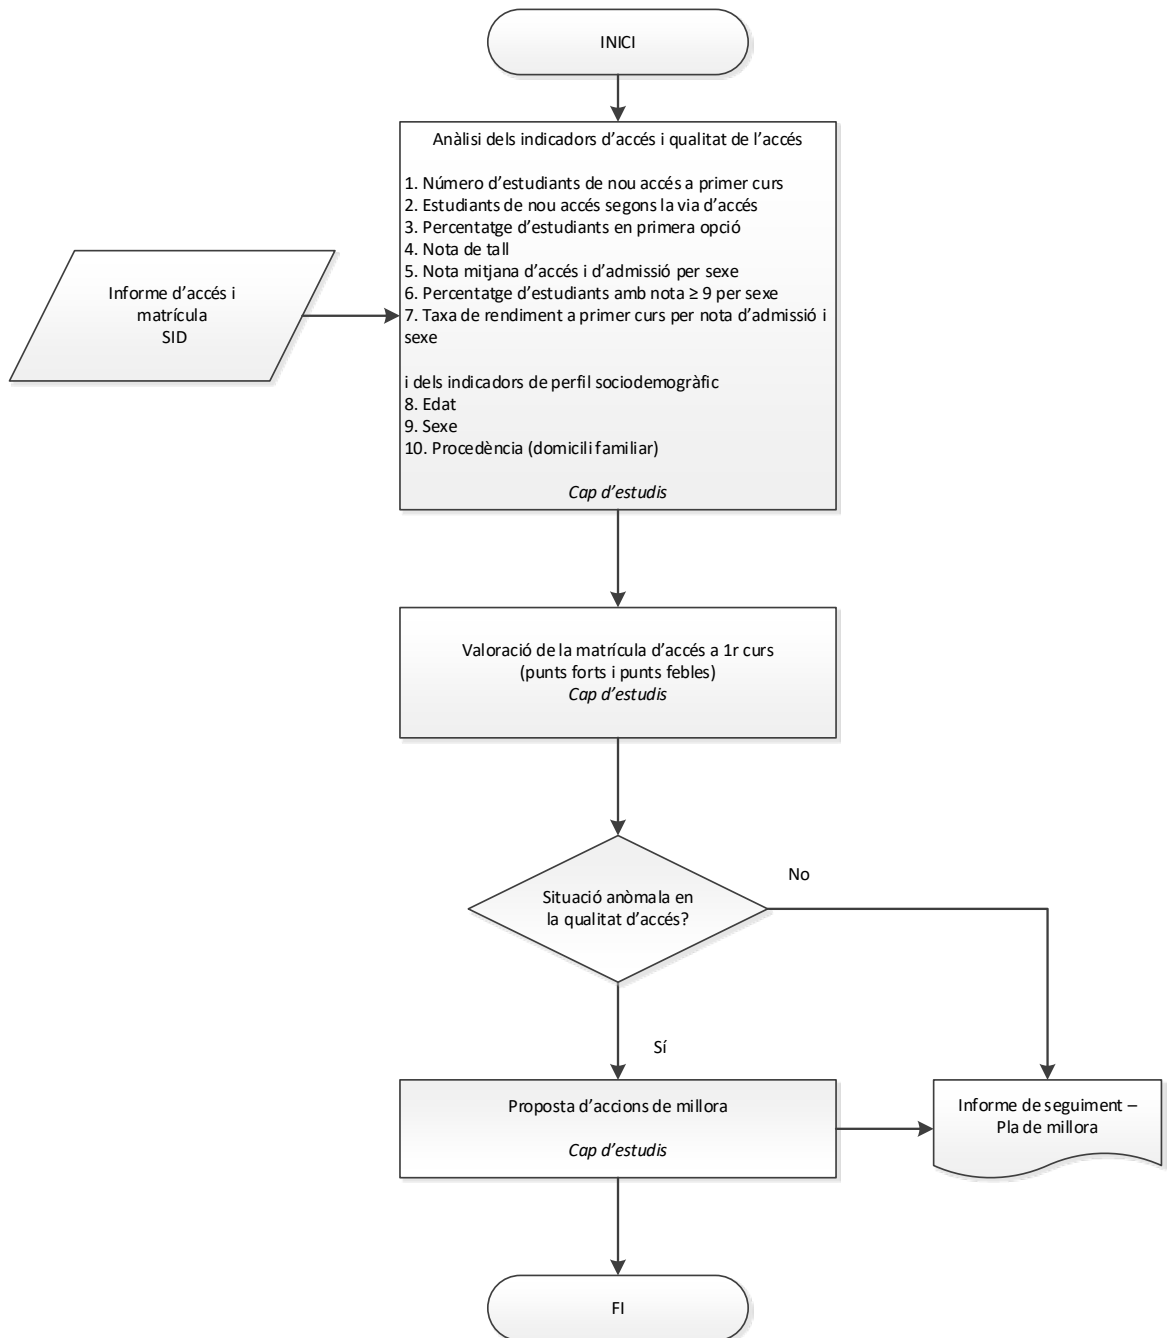 INICI
Anàlisi dels indicadors d’accés i qualitat de l’accés
1. Número d’estudiants de nou accés a primer curs
2. Estudiants de nou accés segons la via d’accés
3. Percentatge d’estudiants en primera opció
4. Nota de tall
5. Nota mitjana d’accés i d’admissió per sexe
6. Percentatge d’estudiants amb nota ≥ 9 per sexe
7. Taxa de rendiment a primer curs per nota d’admissió i
sexe
i dels indicadors de perfil sociodemogràfic
8. Edat
9. Sexe
10. Procedència (domicili familiar)
Cap d’estudis
Informe d’accés i
matrícula
SID
Valoració de la matrícula d’accés a 1r curs
(punts forts i punts febles)
Cap d’estudis
Situació anòmala en
la qualitat d’accés?
No
Sí
Proposta d’accions de millora
Cap d’estudis
Informe de seguiment –
Pla de millora
FI